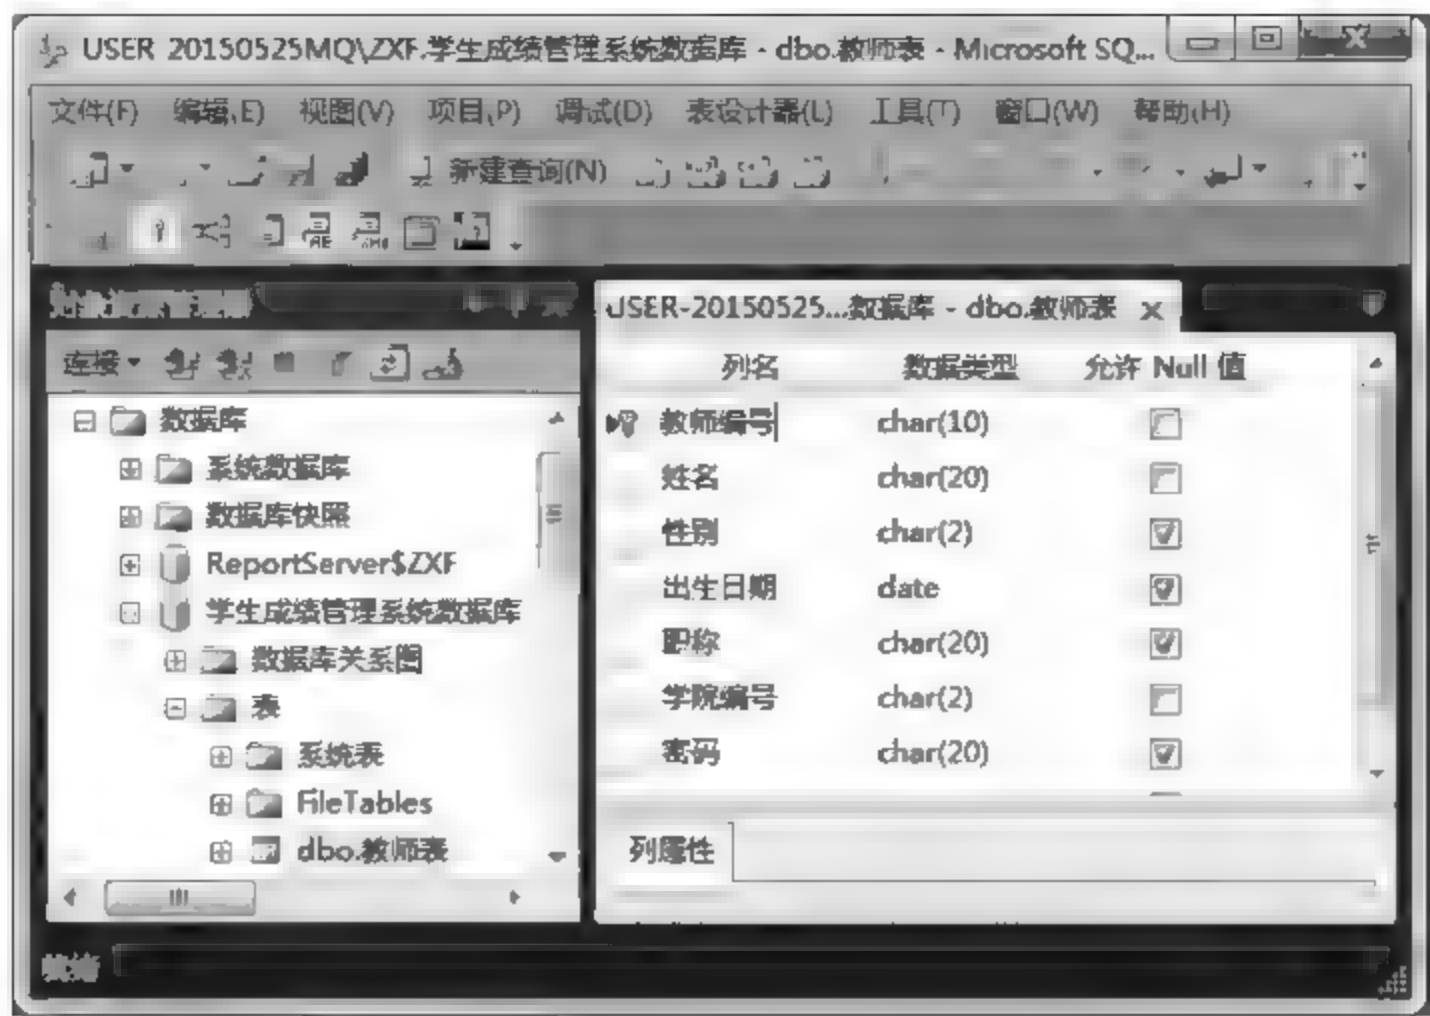 USER 20150525MQ\ZXF.学生成绩管理系统数据库 - dbo.教师表 - Microsoft SQ...
文件(F) 编辑(E) 视图(V) 项目(P) 调试(D) 表设计器(L) 工具(T) 窗口(W) 帮助(H)
新建查询(N)
USER-20150525...数据库 - dbo.教师表
连接
数据库
系统数据库
数据库快照
ReportServer$ZXF
学生成绩管理系统数据库
数据库关系图
表
系统表
FileTables
dbo.教师表
列名 数据类型 允许 Null 值
教师编号 char(10)
姓名 char(20)
性别 char(2)
出生日期 date
职称 char(20)
学院编号 char(2)
密码 char(20)
列属性
就绪